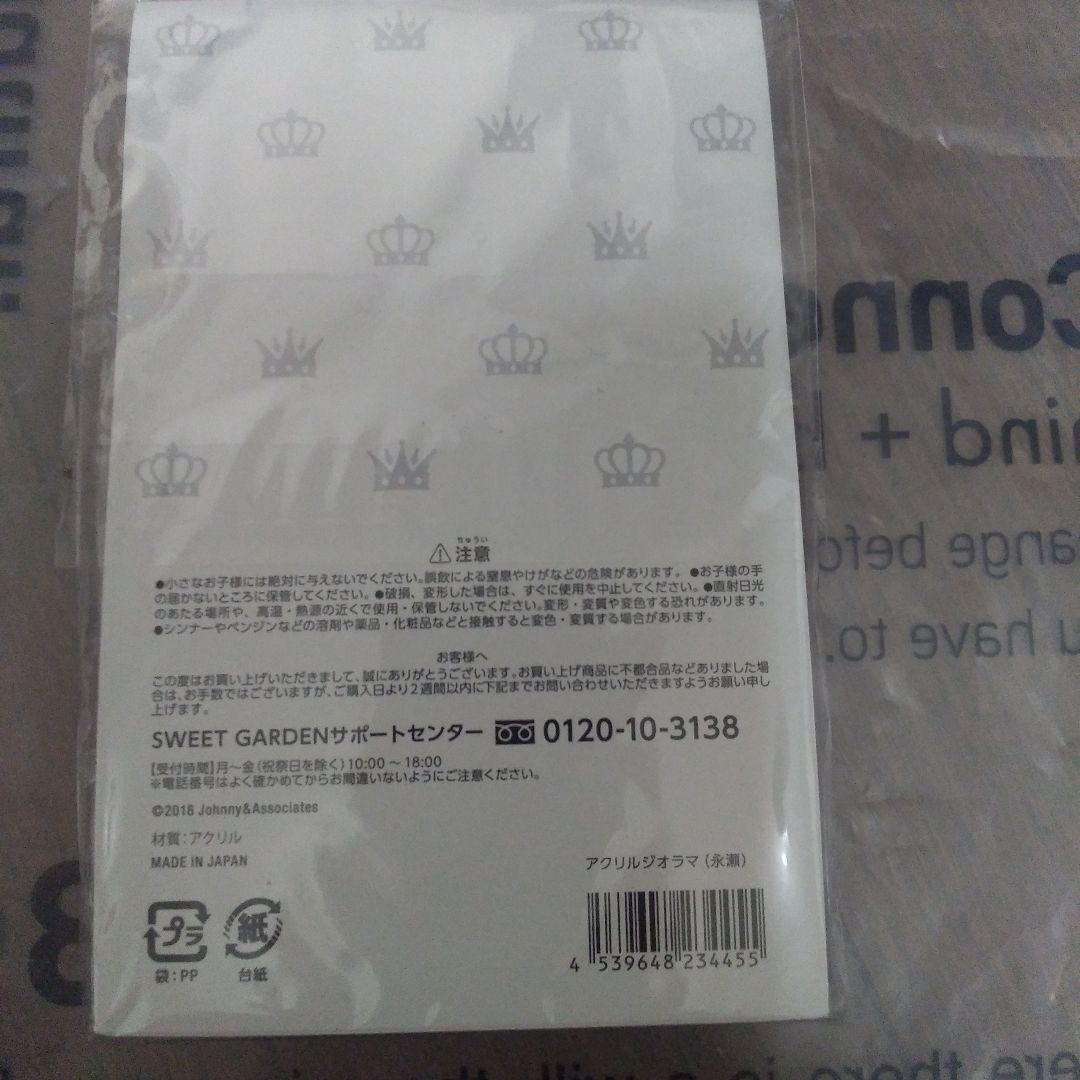 ちゅうい
注意
●小さなお子様には絶対に与えないでください。誤飲による窒息やけがなどの危険があります。 ●お子様の手
の届かないところに保管してください。●破損、変形した場合は、すぐに使用を中止してください。●直射日光
のあたる場所や、高温・熱源の近くで使用・保管しないでください。変形・変質や変色する恐れがあります。
●シンナーやベンジンなどの溶剤や薬品・化粧品などと接触すると変色・変質する場合があります。
お客様へ
この度はお買い上げいただきまして、誠にありがとうございます。お買い上げ商品に不都合品などありました場
合は、お手数ではございますが、ご購入日より2週間以内に下記までお問い合わせいただきますようお願い申し
上げます。
SWEET GARDENサポートセンター 0120-10-3138
【受付時間】月～金(祝祭日を除く)10:00～18:00
※電話番号はよく確かめてからお間違いないようにご注意ください。
©2018 Johnny&Associates
材質：アクリル
MADE IN JAPAN
アクリルジオラマ（永瀬）
プラ
袋：PP
紙
台紙
4 539648 234455
Conne
mind +
ange befo
u have to.